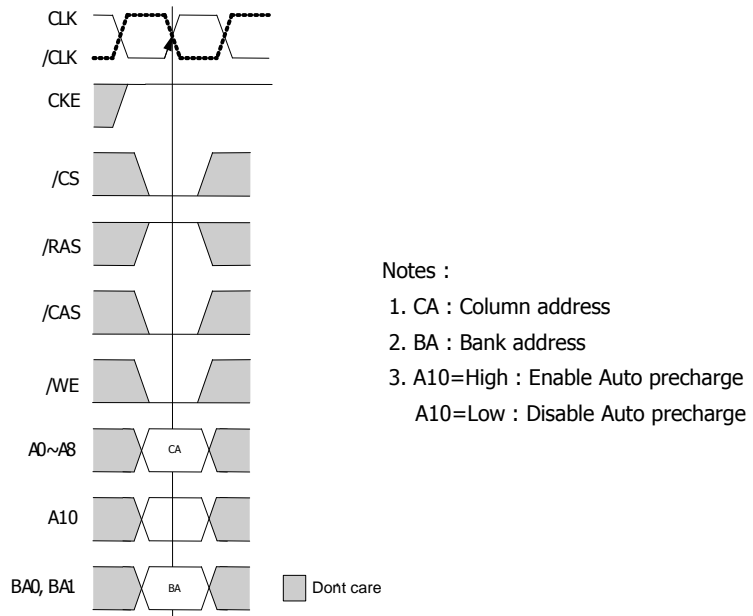 CLK
/CLK
CKE
/CS
/RAS
/CAS
/WE
A0~A8
CA
A10
BA0, BA1
BA
Dont care
Notes :
1. CA : Column address
2. BA : Bank address
3. A10=High : Enable Auto precharge
A10=Low : Disable Auto precharge